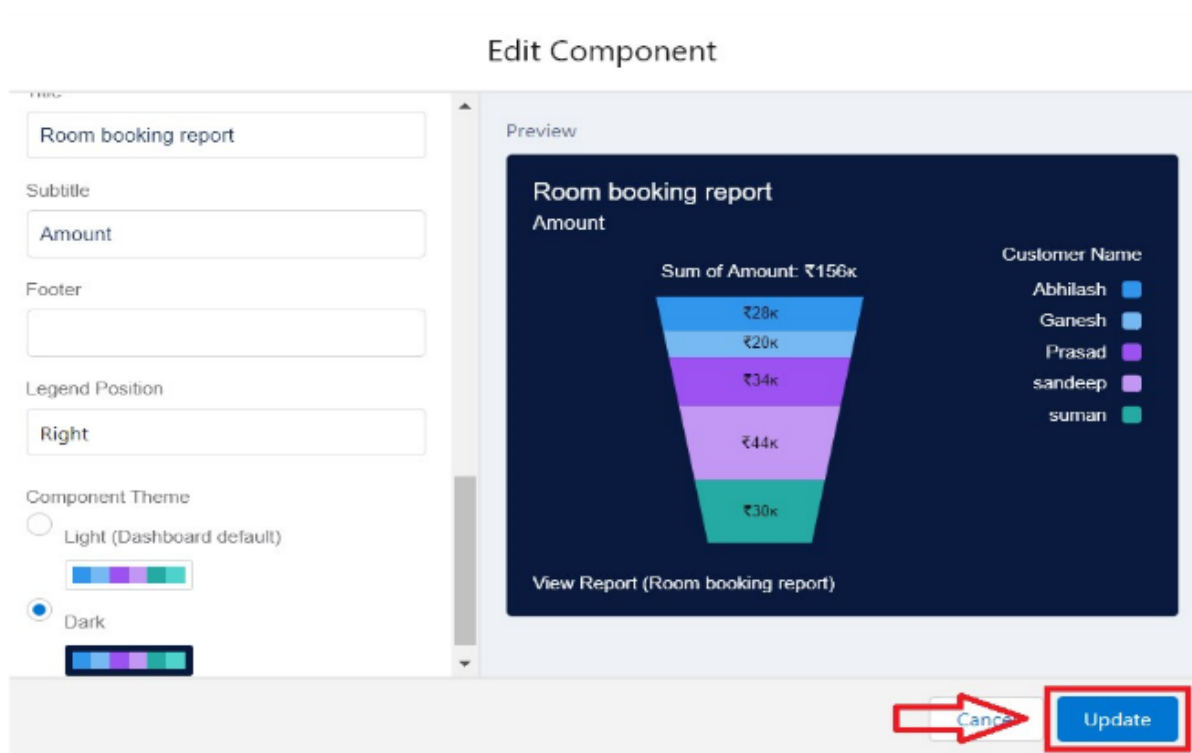 Edit Component
Title
Room booking report
Subtitle
Amount
Footer
Legend Position
Right
Component Theme
Light (Dashboard default)
Dark
Preview
Room booking report
Amount
Sum of Amount: ₹156K
₹28K
₹20K
₹34K
₹44K
₹30K
Customer Name
Abhilash
Ganesh
Prasad
sandeep
suman
View Report (Room booking report)
Cancel
Update